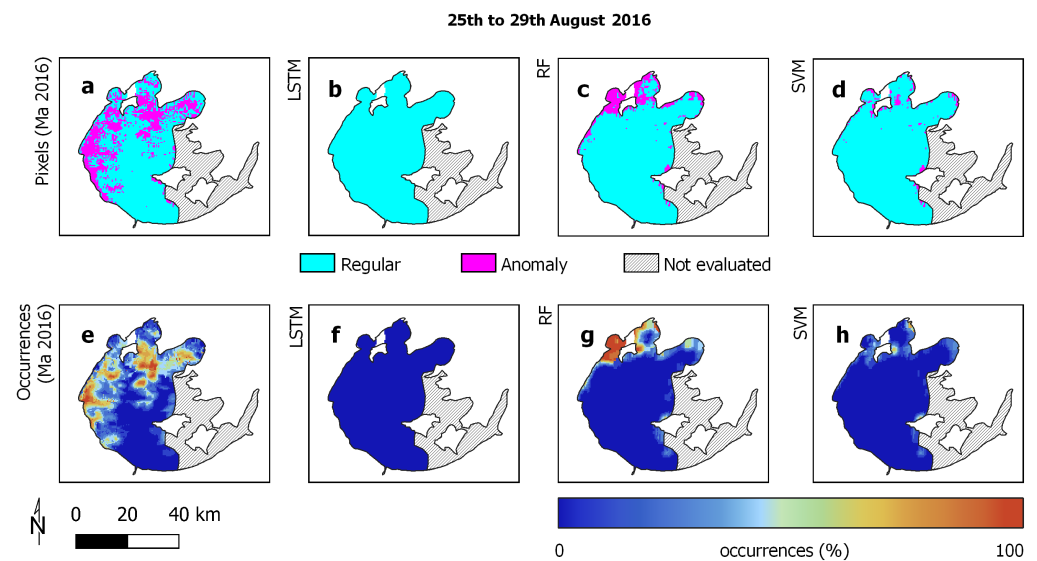 25th to 29th August 2016
Pixels (Ma 2016)
a
LSTM
b
RF
c
SVM
d
Regular
Anomaly
Not evaluated
Occurrences
(Ma 2016)
e
LSTM
f
RF
g
SVM
h
N
0 20 40 km
0 occurrences (%) 100